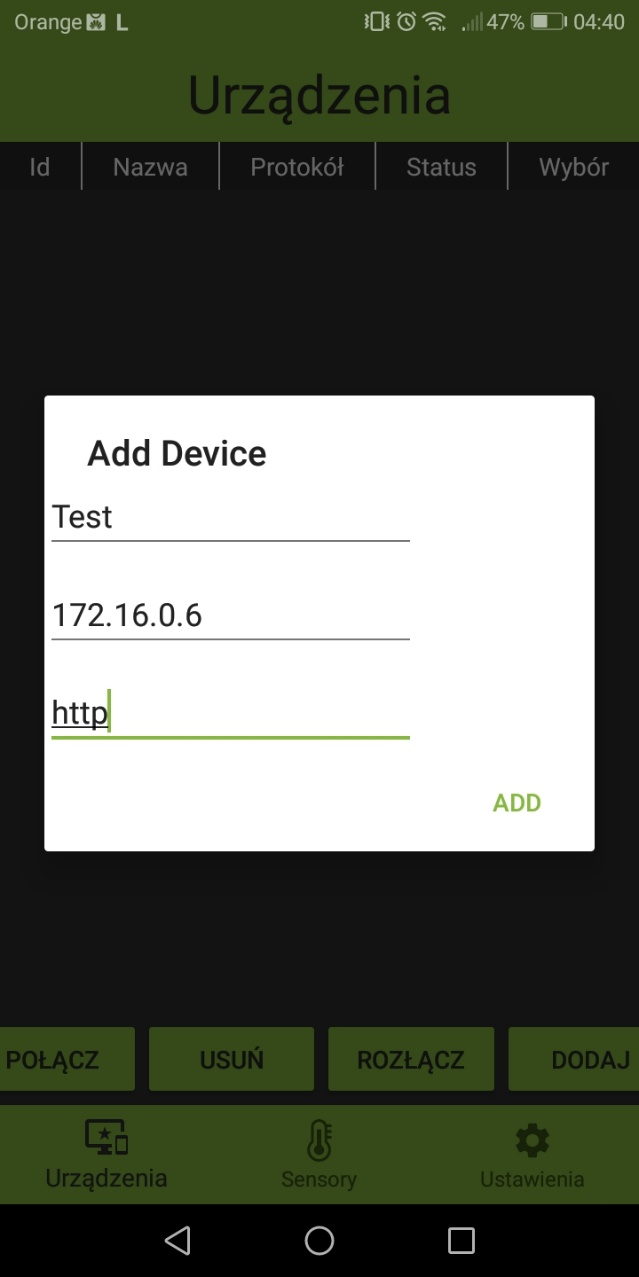 Orange L 47% 04:40
Urządzenia
Id Nazwa Protokół Status Wybór
Add Device
Test
172.16.0.6
http
ADD
POŁĄCZ USUŃ ROZŁĄCZ DODAJ
Urządzenia Sensory Ustawienia